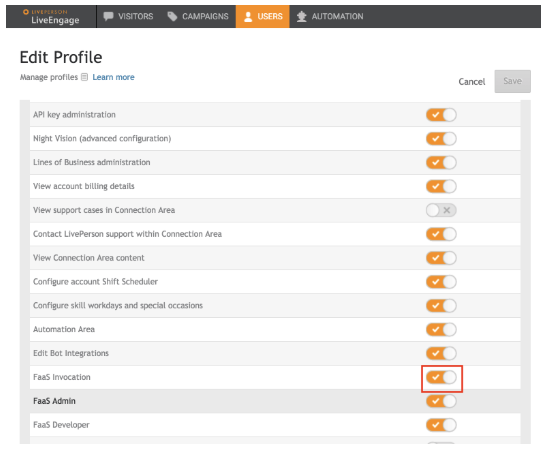 LIVEPERSON
LiveEngage
VISITORS
CAMPAIGNS
USERS
AUTOMATION
Edit Profile
Manage profiles Learn more
Cancel
Save
API key administration
Night Vision (advanced configuration)
Lines of Business administration
View account billing details
View support cases in Connection Area
Contact LivePerson support within Connection Area
View Connection Area content
Configure account Shift Scheduler
Configure skill workdays and special occasions
Automation Area
Edit Bot Integrations
FaaS Invocation
FaaS Admin
FaaS Developer